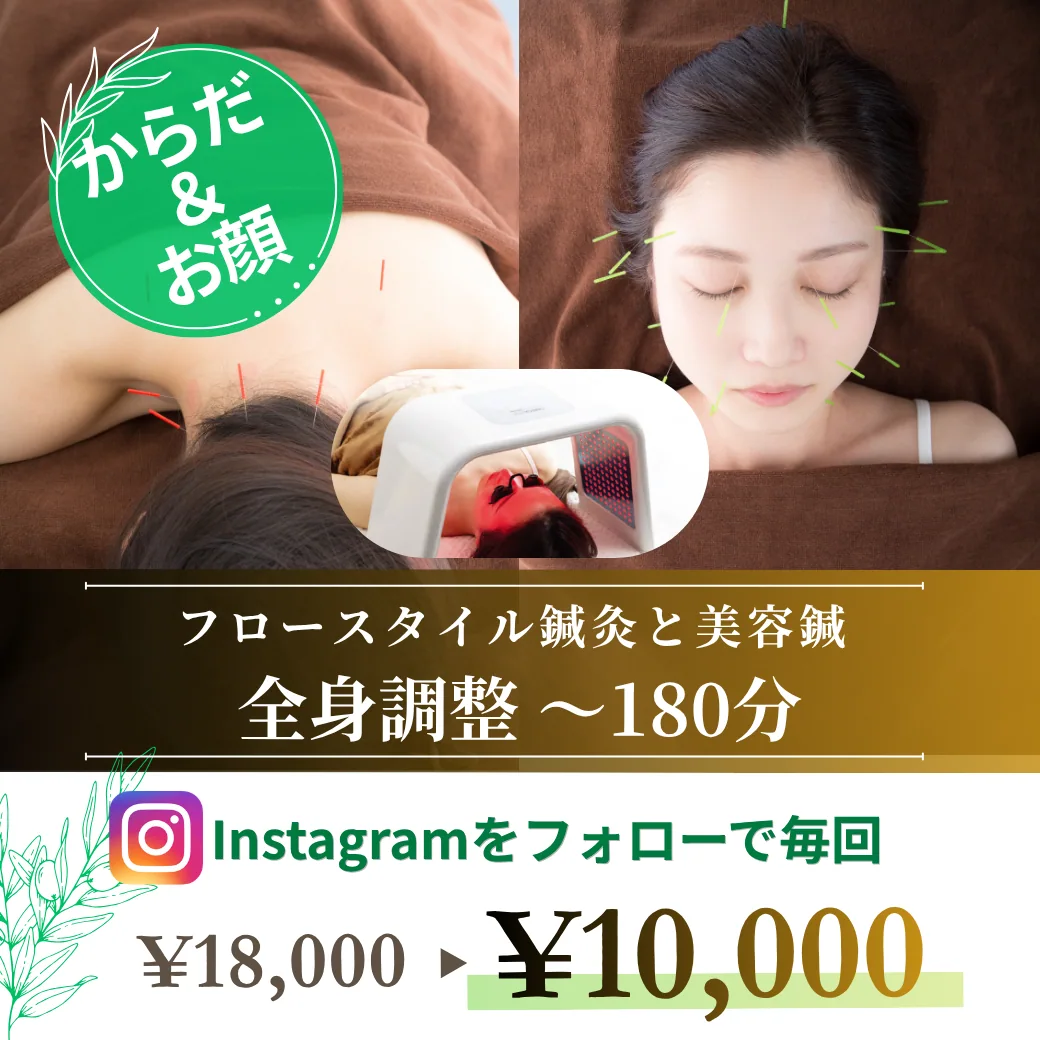 からだ
&
お顔
フロースタイル鍼灸と美容鍼
全身調整 〜180分
Instagramをフォローで毎回
¥18,000 ▶ ¥10,000